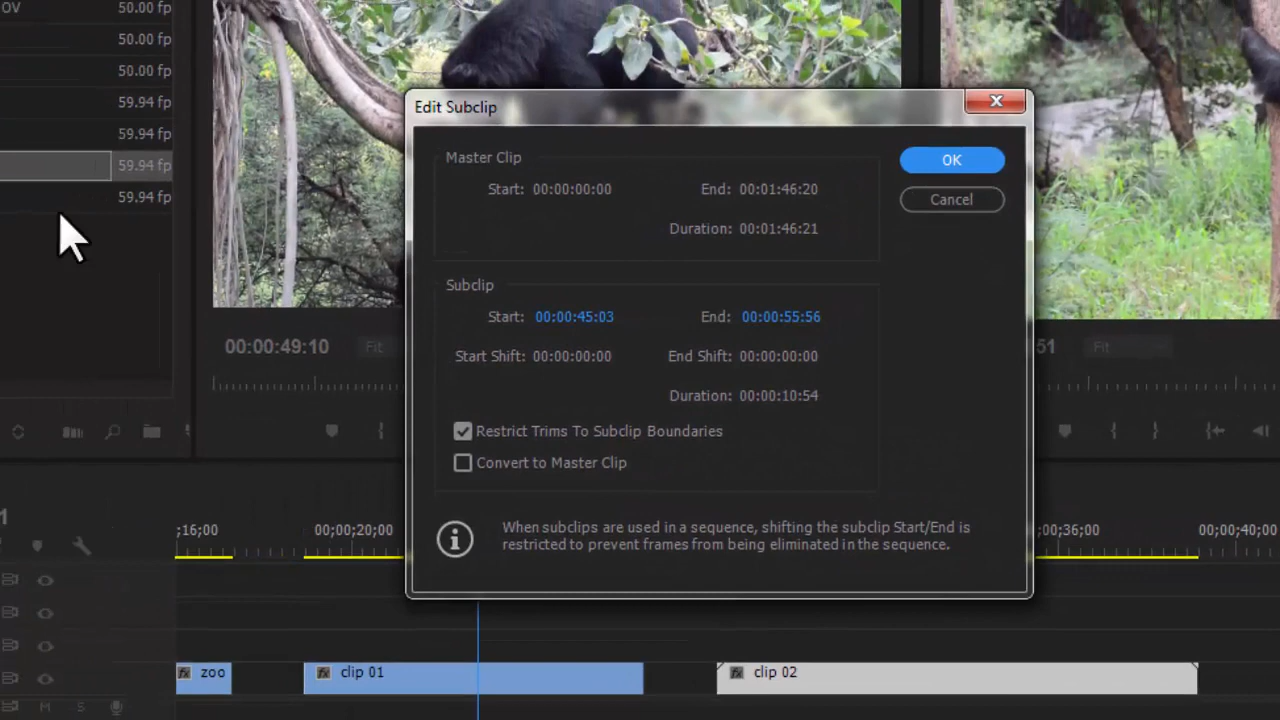 OV
50.00 fp
50.00 fp
50.00 fp
59.94 fp
59.94 fp
59.94 fp
59.94 fp
Edit Subclip
Master Clip
Start: 00:00:00:00
End: 00:01:46:20
Duration: 00:01:46:21
OK
Cancel
Subclip
Start: 00:00:45:03
End: 00:00:55:56
Start Shift: 00:00:00:00
End Shift: 00:00:00:00
Duration: 00:00:10:54
Restrict Trims To Subclip Boundaries
Convert to Master Clip
When subclips are used in a sequence, shifting the subclip Start/End is
restricted to prevent frames from being eliminated in the sequence.
00:00:49:10
Fit
51
Fit
1
;16;00
00;00;20;00
;00;36;00
00;00;40;00
fx zoo
fx clip 01
fx clip 02
M S